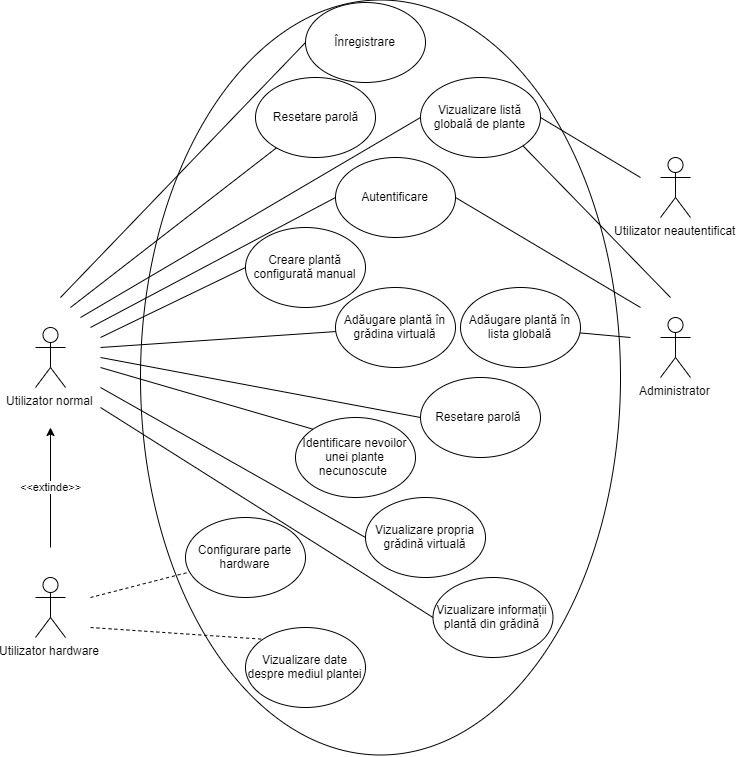 Înregistrare
Resetare parolă
Vizualizare listă
globală de plante
Autentificare
Utilizator neautentificat
Creare plantă
configurată manual
Adăugare plantă în
grădina virtuală
Adăugare plantă în
lista globală
Utilizator normal
Administrator
Resetare parolă
Identificare nevoilor
unei plante
necunoscute
<<extinde>>
Vizualizare propria
grădină virtuală
Configurare parte
hardware
Vizualizare informații
plantă din grădină
Utilizator hardware
Vizualizare date
despre mediul plantei